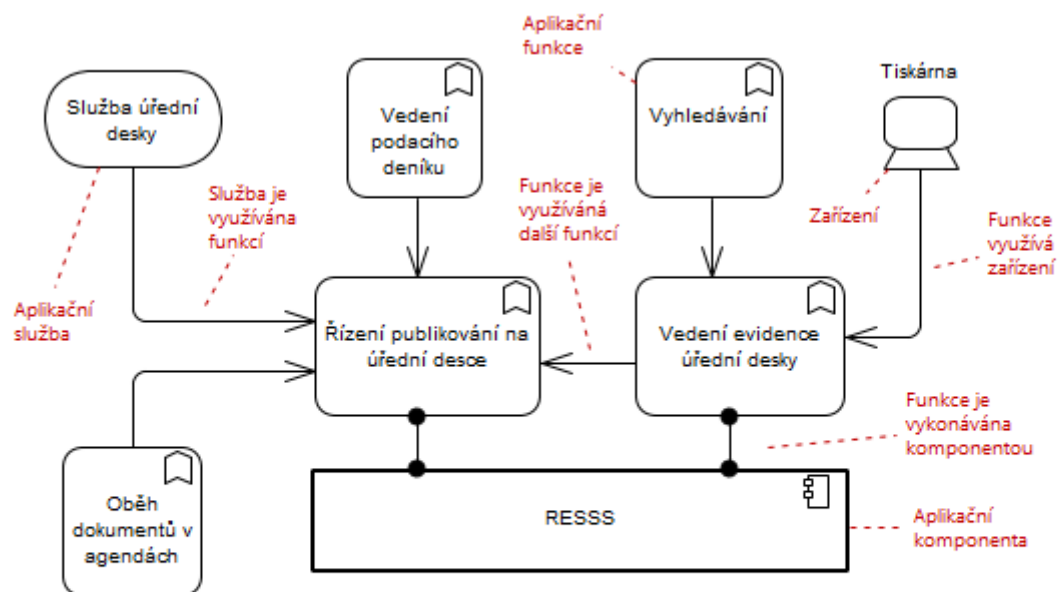 Aplikační
funkce
Tiskárna
Služba úřední
desky
Vedení
podacího
deníku
Vyhledávání
Služba je
využívána
funkcí
Funkce je
využíváná
další funkcí
Zařízení
Funkce
využívá
zařízení
Aplikační
služba
Řízení publikování na
úřední desce
Vedení evidence
úřední desky
Funkce je
vykonávána
komponentou
Oběh
dokumentů v
agendách
RESSS
Aplikační
komponenta